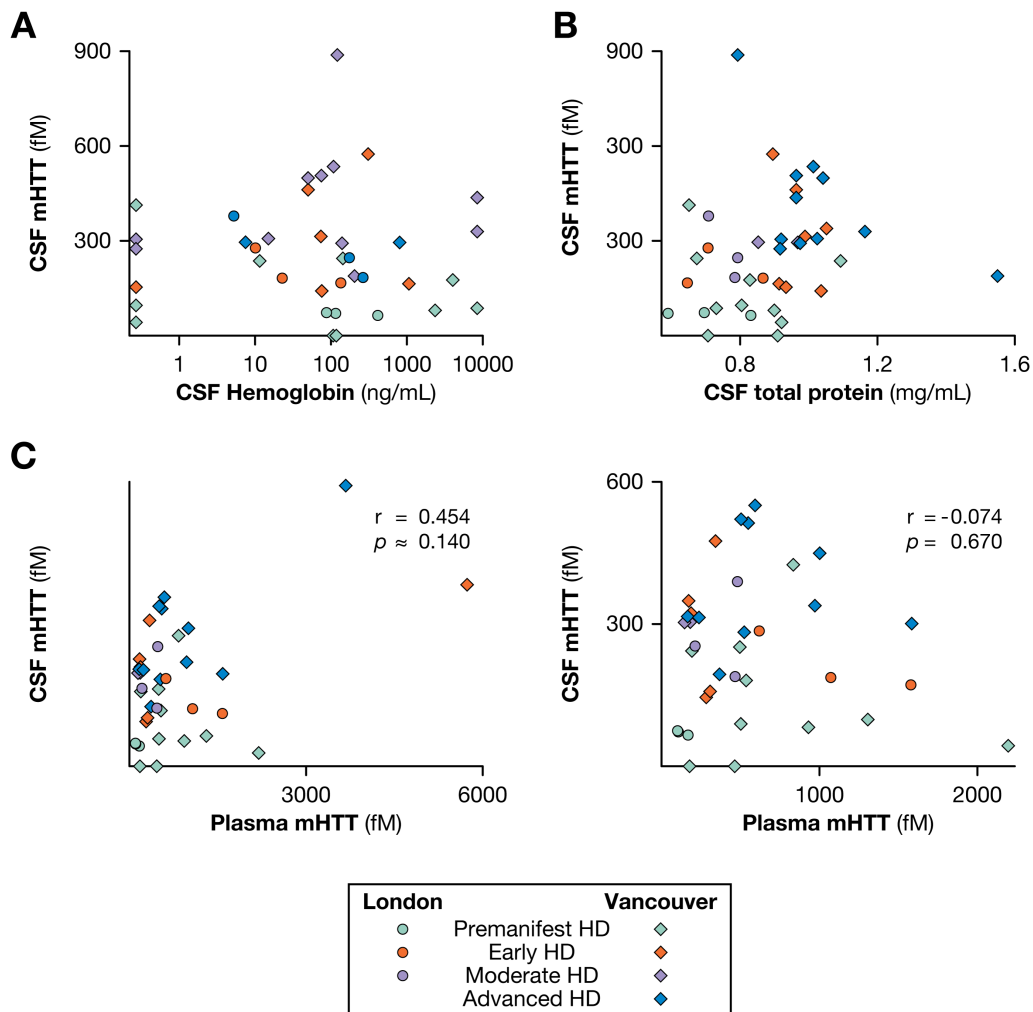 A
B
900
600
300
CSF mHTT (fM)
1
10
100
1000
10000
CSF Hemoglobin (ng/mL)
900
300
300
CSF mHTT (fM)
0.8
1.2
1.6
CSF total protein (mg/mL)
C
CSF mHTT (fM)
r = 0.454
p ≈ 0.140
3000
6000
Plasma mHTT (fM)
600
300
CSF mHTT (fM)
r = -0.074
p = 0.670
1000
2000
Plasma mHTT (fM)
London Vancouver
Premanifest HD
Early HD
Moderate HD
Advanced HD